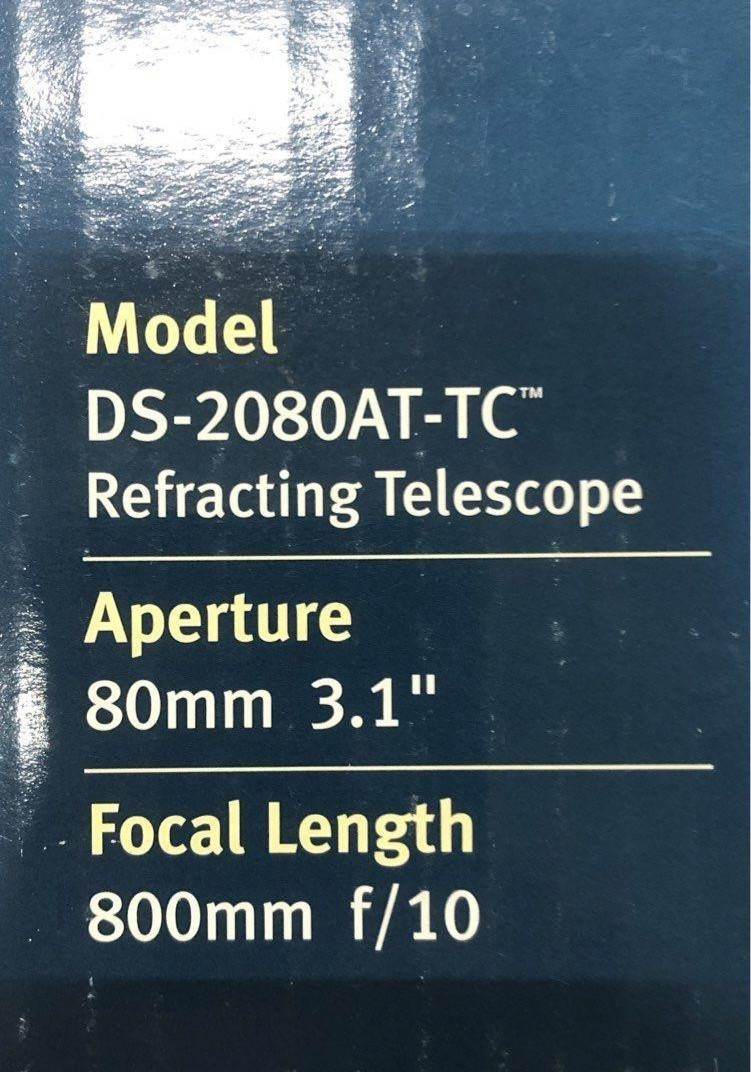 Model
DS-2080AT-TC™
Refracting Telescope
Aperture
80mm 3.1"
Focal Length
800mm f/10